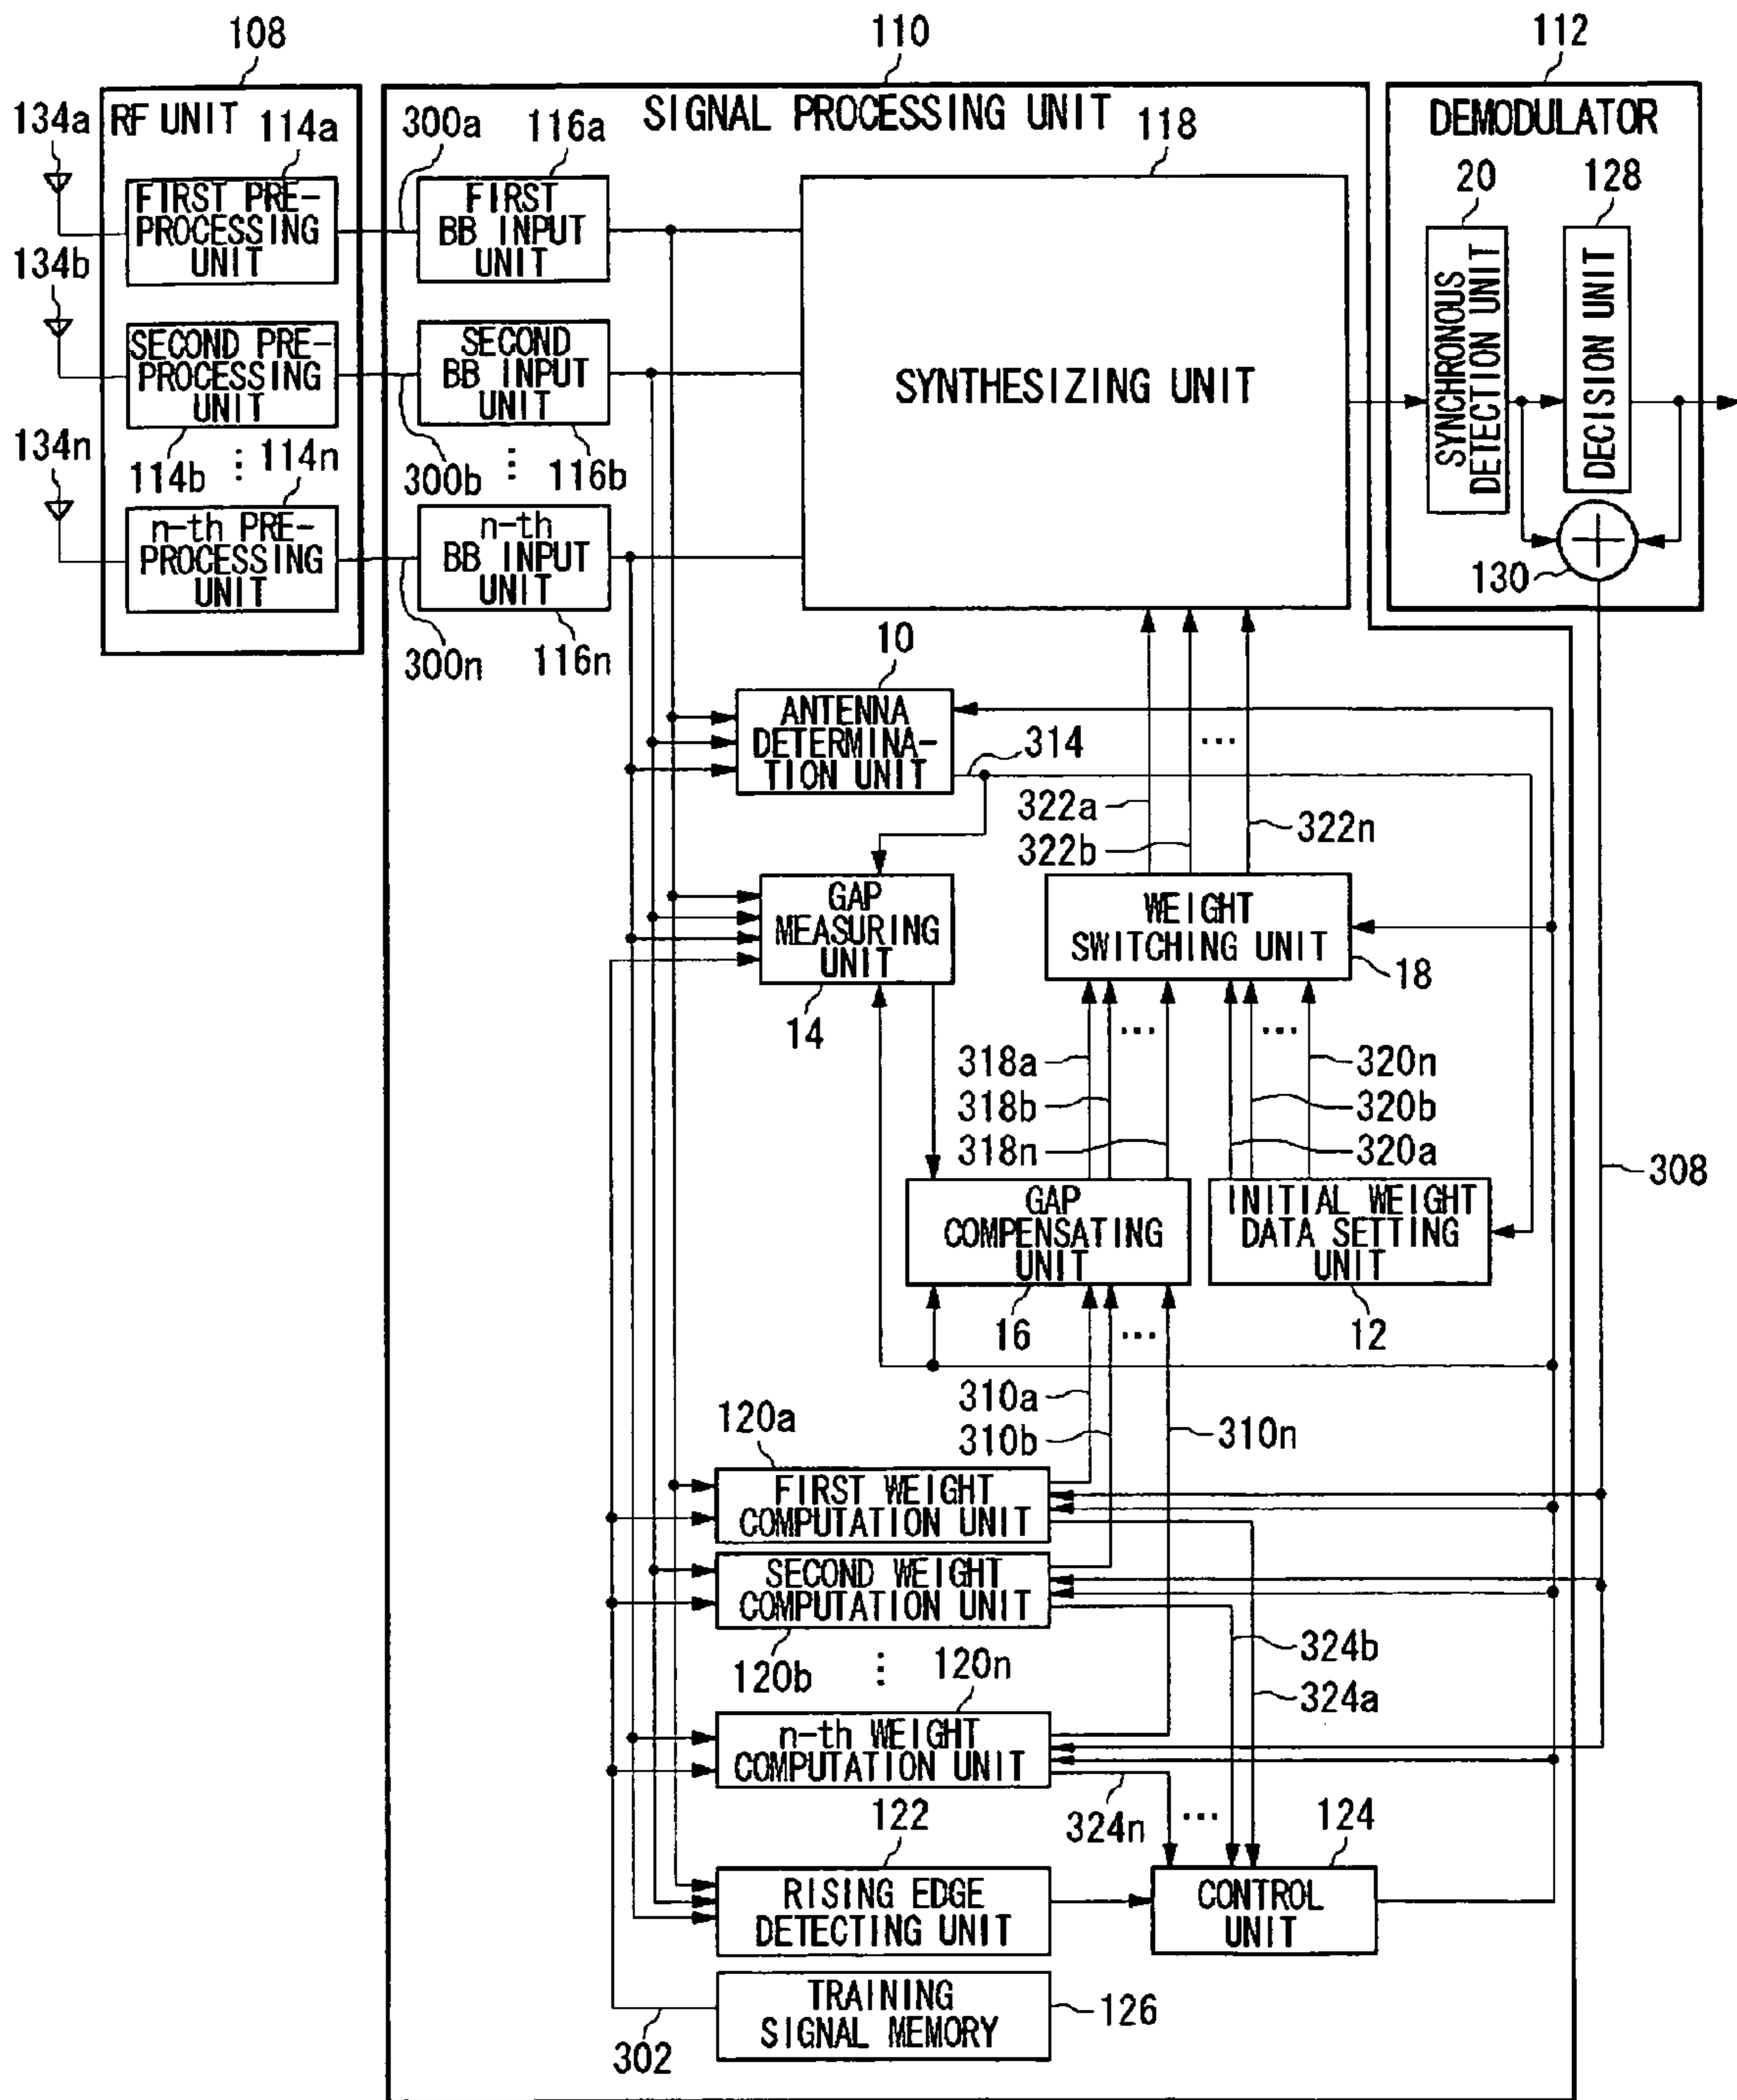 108
110
112
RF UNIT
SIGNAL PROCESSING UNIT
DEMODULATOR
134a
114a
300a
116a
118
20
128
FIRST PRE-
PROCESSING
UNIT
FIRST
BB INPUT
UNIT
SYNTHESIZING UNIT
SYNCHRONOUS
DETECTION UNIT
DECISION UNIT
134b
SECOND PRE-
PROCESSING
UNIT
SECOND
BB INPUT
UNIT
134n
114b
⋮
114n
300b
⋮
116b
n-th PRE-
PROCESSING
UNIT
n-th
BB INPUT
UNIT
130
300n
116n
10
ANTENNA
DETERMINA-
TION UNIT
314
...
322a
322b
322n
GAP
MEASURING
UNIT
WEIGHT
SWITCHING UNIT
14
18
...
...
318a
318b
318n
320n
320b
320a
308
GAP
COMPENSATING
UNIT
INITIAL WEIGHT
DATA SETTING
UNIT
16
...
12
310a
310b
310n
120a
FIRST WEIGHT
COMPUTATION UNIT
SECOND WEIGHT
COMPUTATION UNIT
120b
⋮
120n
324b
324a
n-th WEIGHT
COMPUTATION UNIT
122
324n
...
124
RISING EDGE
DETECTING UNIT
CONTROL
UNIT
TRAINING
SIGNAL MEMORY
126
302